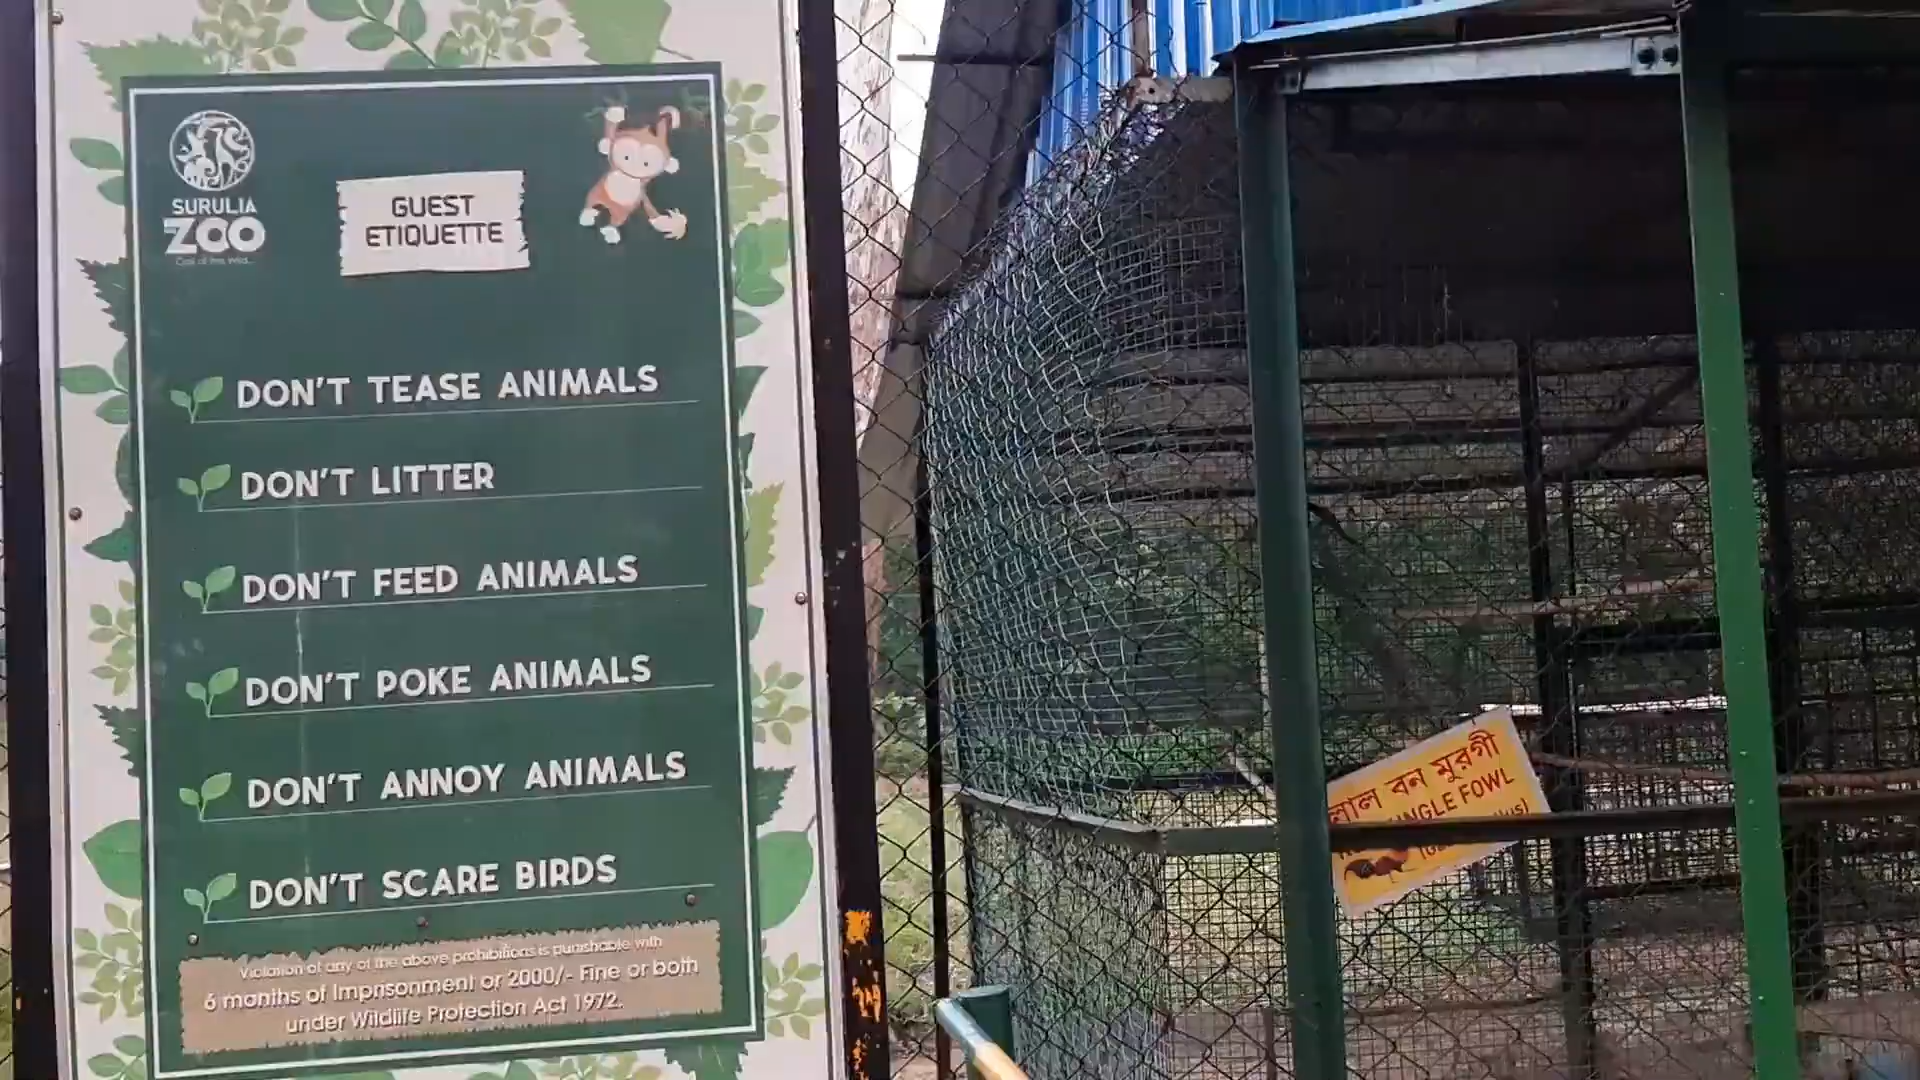 SURULIA
ZOO
GUEST
ETIQUETTE
DON'T TEASE ANIMALS
DON'T LITTER
DON'T FEED ANIMALS
DON'T POKE ANIMALS
DON'T ANNOY ANIMALS
DON'T SCARE BIRDS
Violation of any of the above prohibitions is punishable with
6 months of Imprisonment or 2000/- Fine or both
under Wildlife Protection Act 1972.
লাল বন মুরগী
FOWL